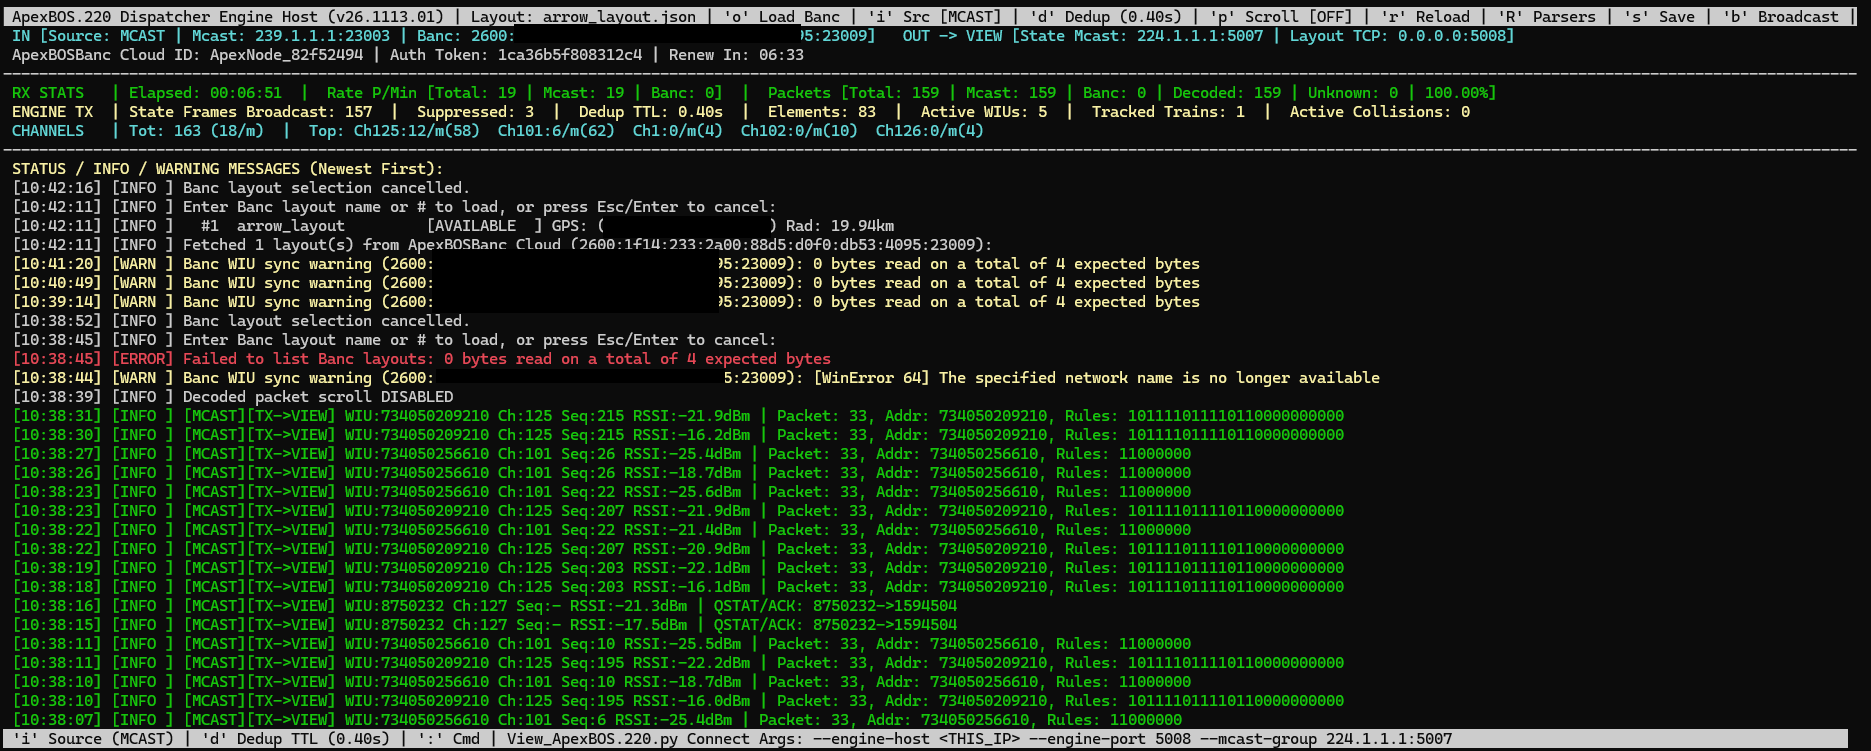 ApexBOS.220 Dispatcher Engine Host (v26.1113.01) | Layout: arrow_layout.json | 'o' Load Banc | 'i' Src [MCAST] | 'd' Dedup (0.40s) | 'p' Scroll [OFF] | 'r' Reload | 'R' Parsers | 's' Save | 'b' Broadcast |
IN [Source: MCAST | Mcast: 239.1.1.1:23003 | Banc: 2600: 5:23009] OUT -> VIEW [State Mcast: 224.1.1.1:5007 | Layout TCP: 0.0.0.0:5008]
ApexBOSBanc Cloud ID: ApexNode_82f52494 | Auth Token: 1ca36b5f808312c4 | Renew In: 06:33
RX STATS | Elapsed: 00:06:51 | Rate P/Min [Total: 19 | Mcast: 19 | Banc: 0] | Packets [Total: 159 | Mcast: 159 | Banc: 0 | Decoded: 159 | Unknown: 0 | 100.00%]
ENGINE TX | State Frames Broadcast: 157 | Suppressed: 3 | Dedup TTL: 0.40s | Elements: 83 | Active WIUs: 5 | Tracked Trains: 1 | Active Collisions: 0
CHANNELS | Tot: 163 (18/m) | Top: Ch125:12/m(58) Ch101:6/m(62) Ch1:0/m(4) Ch102:0/m(10) Ch126:0/m(4)
STATUS / INFO / WARNING MESSAGES (Newest First):
[10:42:16] [INFO ] Banc layout selection cancelled.
[10:42:11] [INFO ] Enter Banc layout name or # to load, or press Esc/Enter to cancel:
[10:42:11] [INFO ] #1 arrow_layout [AVAILABLE ] GPS: ( ) Rad: 19.94km
[10:42:11] [INFO ] Fetched 1 layout(s) from ApexBOSBanc Cloud (2600:1f14:233:2a00:88d5:d0f0:db53:4095:23009):
[10:41:20] [WARN ] Banc WIU sync warning (2600: 95:23009): 0 bytes read on a total of 4 expected bytes
[10:40:49] [WARN ] Banc WIU sync warning (2600: 95:23009): 0 bytes read on a total of 4 expected bytes
[10:39:14] [WARN ] Banc WIU sync warning (2600: 95:23009): 0 bytes read on a total of 4 expected bytes
[10:38:52] [INFO ] Banc layout selection cancelled.
[10:38:45] [INFO ] Enter Banc layout name or # to load, or press Esc/Enter to cancel:
[10:38:45] [ERROR] Failed to list Banc layouts: 0 bytes read on a total of 4 expected bytes
[10:38:44] [WARN ] Banc WIU sync warning (2600: 5:23009): [WinError 64] The specified network name is no longer available
[10:38:39] [INFO ] Decoded packet scroll DISABLED
[10:38:31] [INFO ] [MCAST][TX->VIEW] WIU:734050209210 Ch:125 Seq:215 RSSI:-21.9dBm | Packet: 33, Addr: 734050209210, Rules: 101111011110110000000000
[10:38:30] [INFO ] [MCAST][TX->VIEW] WIU:734050209210 Ch:125 Seq:215 RSSI:-16.2dBm | Packet: 33, Addr: 734050209210, Rules: 101111011110110000000000
[10:38:27] [INFO ] [MCAST][TX->VIEW] WIU:734050256610 Ch:101 Seq:26 RSSI:-25.4dBm | Packet: 33, Addr: 734050256610, Rules: 11000000
[10:38:26] [INFO ] [MCAST][TX->VIEW] WIU:734050256610 Ch:101 Seq:26 RSSI:-18.7dBm | Packet: 33, Addr: 734050256610, Rules: 11000000
[10:38:23] [INFO ] [MCAST][TX->VIEW] WIU:734050256610 Ch:101 Seq:22 RSSI:-25.6dBm | Packet: 33, Addr: 734050256610, Rules: 11000000
[10:38:23] [INFO ] [MCAST][TX->VIEW] WIU:734050209210 Ch:125 Seq:207 RSSI:-21.9dBm | Packet: 33, Addr: 734050209210, Rules: 101111011110110000000000
[10:38:22] [INFO ] [MCAST][TX->VIEW] WIU:734050256610 Ch:101 Seq:22 RSSI:-21.4dBm | Packet: 33, Addr: 734050256610, Rules: 11000000
[10:38:22] [INFO ] [MCAST][TX->VIEW] WIU:734050209210 Ch:125 Seq:207 RSSI:-20.9dBm | Packet: 33, Addr: 734050209210, Rules: 101111011110110000000000
[10:38:19] [INFO ] [MCAST][TX->VIEW] WIU:734050209210 Ch:125 Seq:203 RSSI:-22.1dBm | Packet: 33, Addr: 734050209210, Rules: 101111011110110000000000
[10:38:18] [INFO ] [MCAST][TX->VIEW] WIU:734050209210 Ch:125 Seq:203 RSSI:-16.1dBm | Packet: 33, Addr: 734050209210, Rules: 101111011110110000000000
[10:38:16] [INFO ] [MCAST][TX->VIEW] WIU:8750232 Ch:127 Seq:- RSSI:-21.3dBm | QSTAT/ACK: 8750232->1594504
[10:38:15] [INFO ] [MCAST][TX->VIEW] WIU:8750232 Ch:127 Seq:- RSSI:-17.5dBm | QSTAT/ACK: 8750232->1594504
[10:38:11] [INFO ] [MCAST][TX->VIEW] WIU:734050256610 Ch:101 Seq:10 RSSI:-25.5dBm | Packet: 33, Addr: 734050256610, Rules: 11000000
[10:38:11] [INFO ] [MCAST][TX->VIEW] WIU:734050209210 Ch:125 Seq:195 RSSI:-22.2dBm | Packet: 33, Addr: 734050209210, Rules: 101111011110110000000000
[10:38:10] [INFO ] [MCAST][TX->VIEW] WIU:734050256610 Ch:101 Seq:10 RSSI:-18.7dBm | Packet: 33, Addr: 734050256610, Rules: 11000000
[10:38:10] [INFO ] [MCAST][TX->VIEW] WIU:734050209210 Ch:125 Seq:195 RSSI:-16.0dBm | Packet: 33, Addr: 734050209210, Rules: 101111011110110000000000
[10:38:07] [INFO ] [MCAST][TX->VIEW] WIU:734050256610 Ch:101 Seq:6 RSSI:-25.4dBm | Packet: 33, Addr: 734050256610, Rules: 11000000
'i' Source (MCAST) | 'd' Dedup TTL (0.40s) | ':' Cmd | View_ApexBOS.220.py Connect Args: --engine-host <THIS_IP> --engine-port 5008 --mcast-group 224.1.1.1:5007